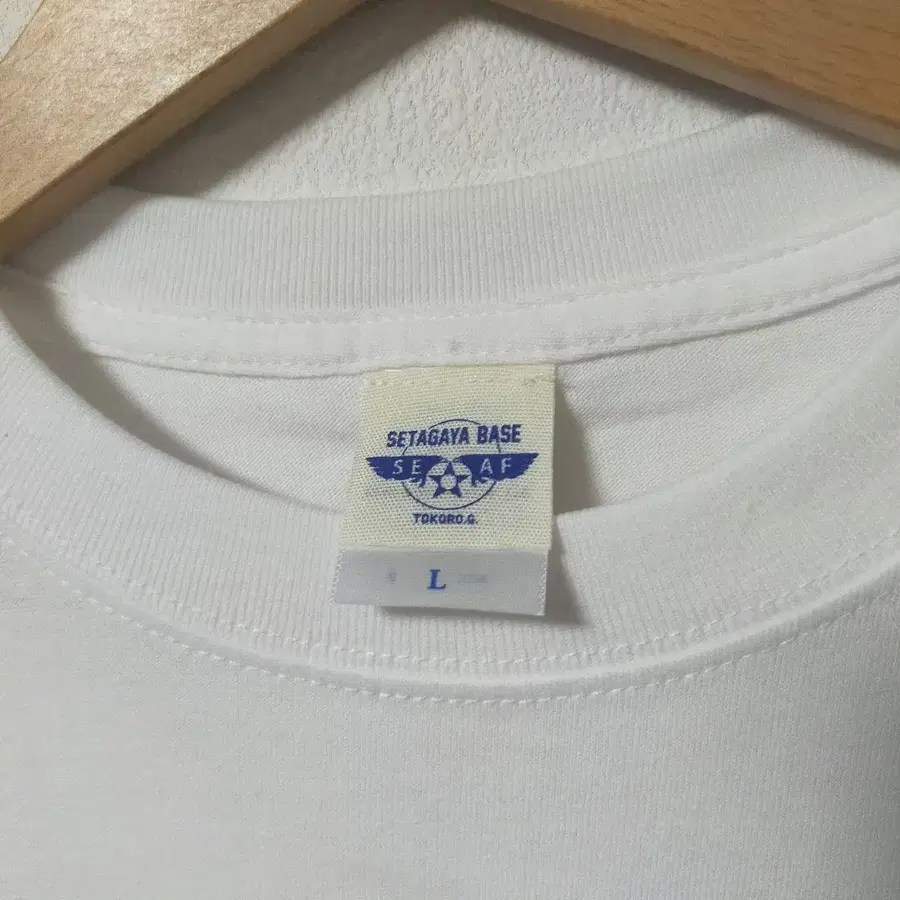 SETAGAYA BASE
SE AF
TOKORO.G.
L